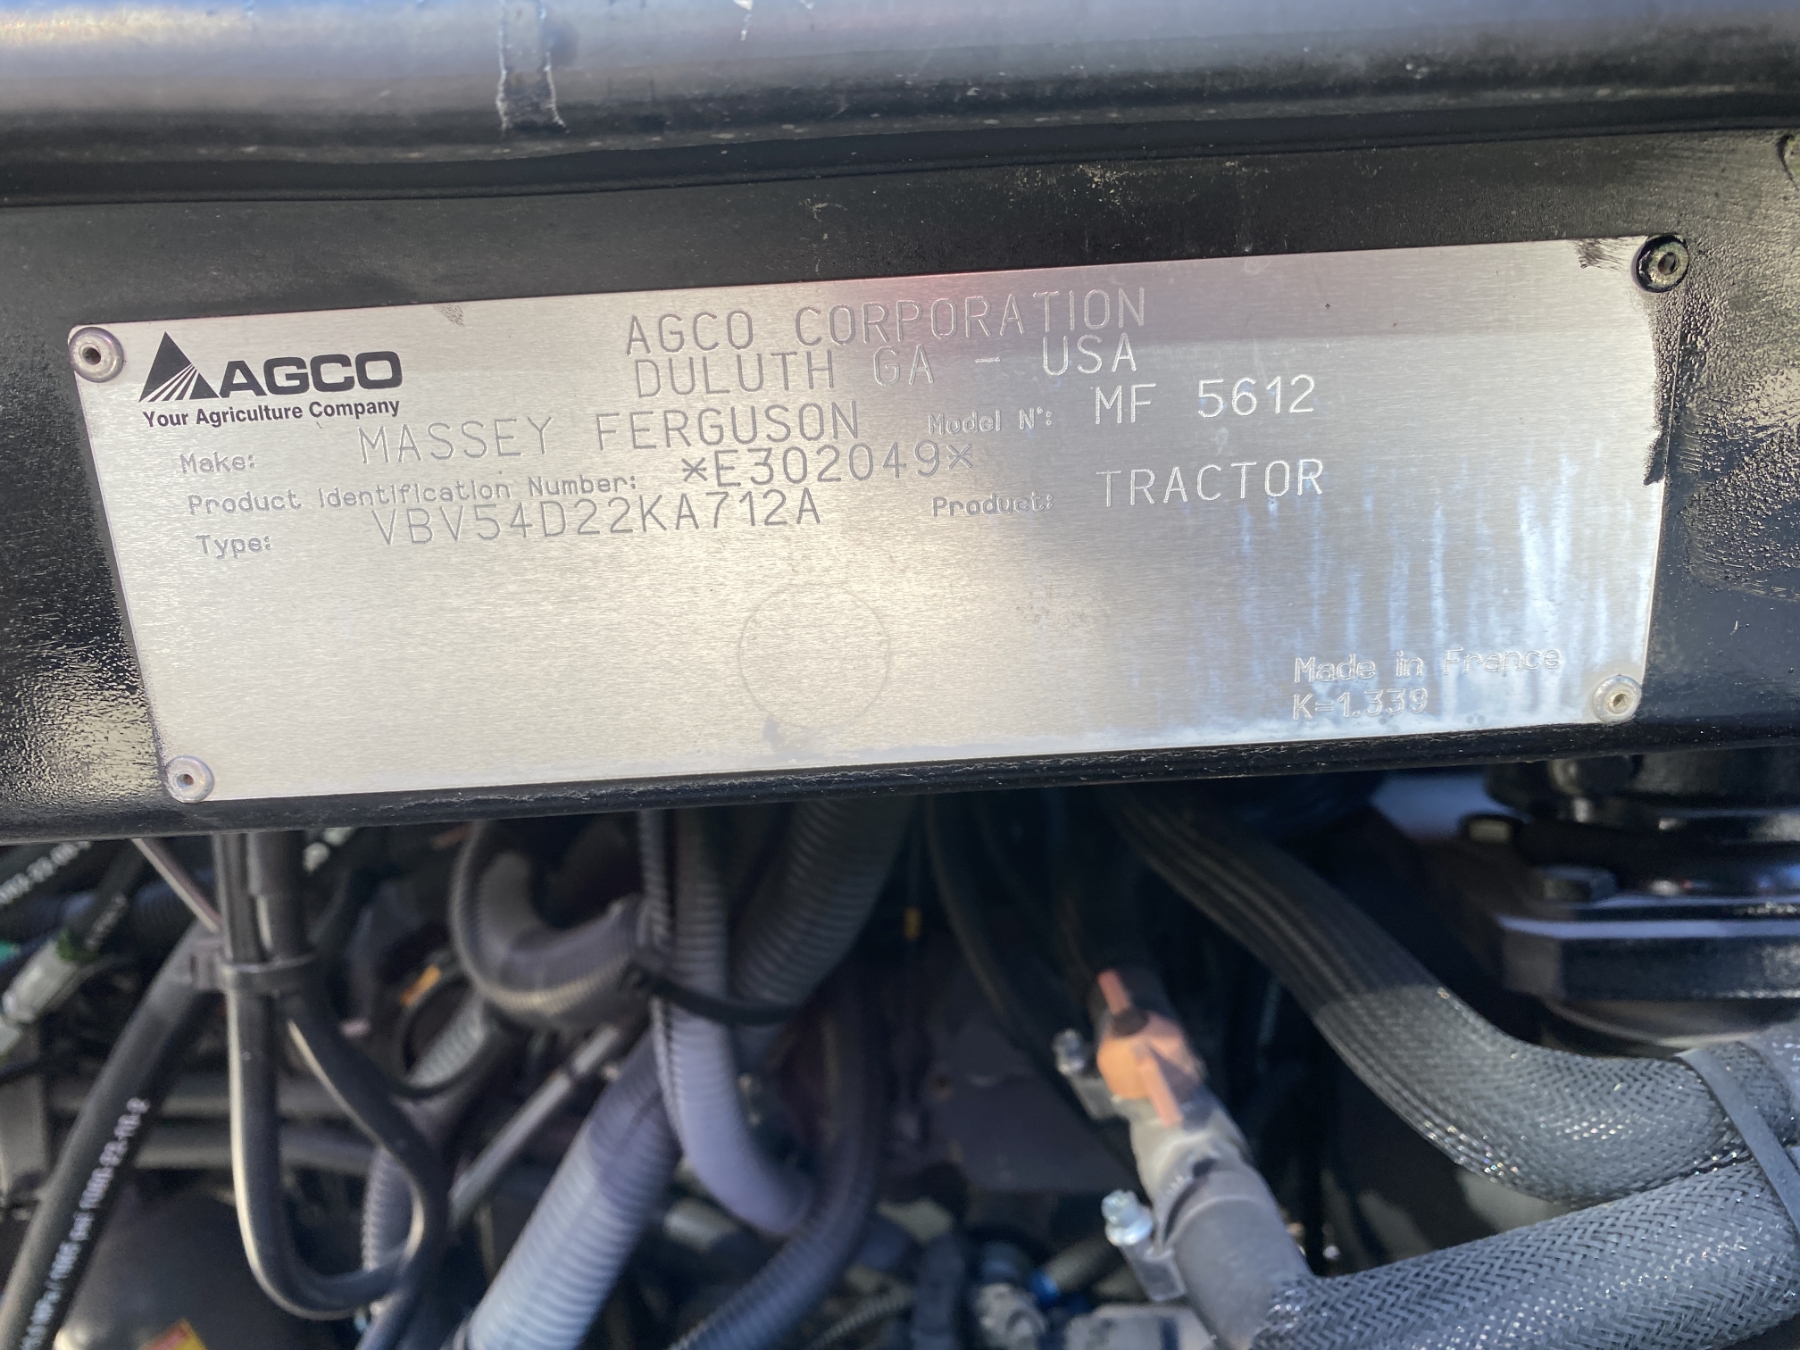 AGCO
Your Agriculture Company
AGCO CORPORATION
DULUTH GA - USA
Make: MASSEY FERGUSON Model N°: MF 5612
Product Identification Number: *E302049*
Type: VBV54D22KA712A Product: TRACTOR
Made in France
K=1.339